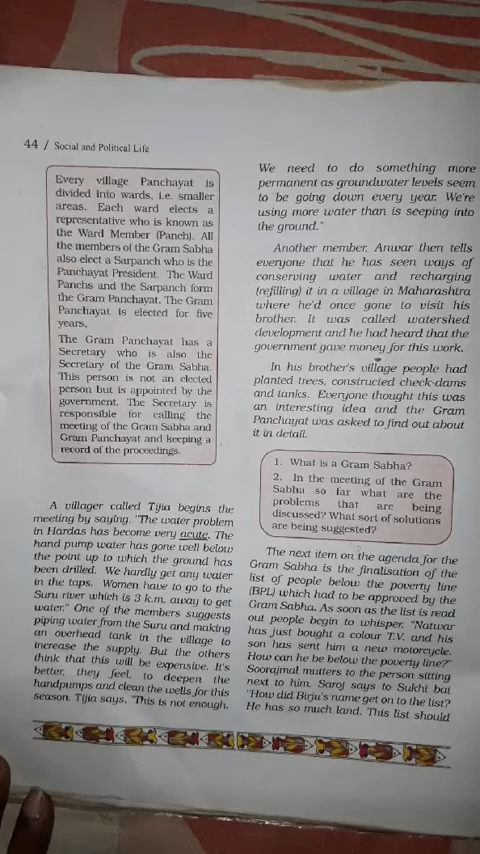 44 / Social and Political Life
Every village Panchayat is
divided into wards, i.e. smaller
areas. Each ward elects a
representative who is known as
the Ward Member (Panch). All
the members of the Gram Sabha
also elect a Sarpanch who is the
Panchayat President. The Ward
Panchs and the Sarpanch form
the Gram Panchayat. The Gram
Panchayat is elected for five
years.
The Gram Panchayat has a
Secretary who is also the
Secretary of the Gram Sabha.
This person is not an elected
person but is appointed by the
government. The Secretary is
responsible for calling the
meeting of the Gram Sabha and
Gram Panchayat and keeping a
record of the proceedings.
A villager called Tijia begins the
meeting by saying, "The water problem
in Hardas has become very acute. The
hand pump water has gone well below
the point up to which the ground has
been drilled. We hardly get any water
in the taps. Women have to go to the
Suru river which is 3 k.m. away to get
water." One of the members suggests
piping water from the Suru and making
an overhead tank in the village to
increase the supply. But the others
think that this will be expensive. It's
better, they feel, to deepen the
handpumps and clean the wells for this
season. Tijia says, "This is not enough.
We need to do something more
permanent as groundwater levels seem
to be going down every year. We're
using more water than is seeping into
the ground."
Another member, Anwar then tells
everyone that he has seen ways of
conserving water and recharging
(refilling) it in a village in Maharashtra
where he'd once gone to visit his
brother. It was called watershed
development and he had heard that the
government gave money for this work.
In his brother's village people had
planted trees, constructed check-dams
and tanks. Everyone thought this was
an interesting idea and the Gram
Panchayat was asked to find out about
it in detail.
1. What is a Gram Sabha?
2. In the meeting of the Gram
Sabha so far what are the
problems that are being
discussed? What sort of solutions
are being suggested?
The next item on the agenda for the
Gram Sabha is the finalisation of the
list of people below the poverty line
(BPL) which had to be approved by the
Gram Sabha. As soon as the list is read
out people begin to whisper. "Natwar
has just bought a colour T.V. and his
son has sent him a new motorcycle.
How can he be below the poverty line?"
Soorajmal mutters to the person sitting
next to him. Saroj says to Sukhi bai
"How did Birju's name get on to the list?
He has so much land. This list should